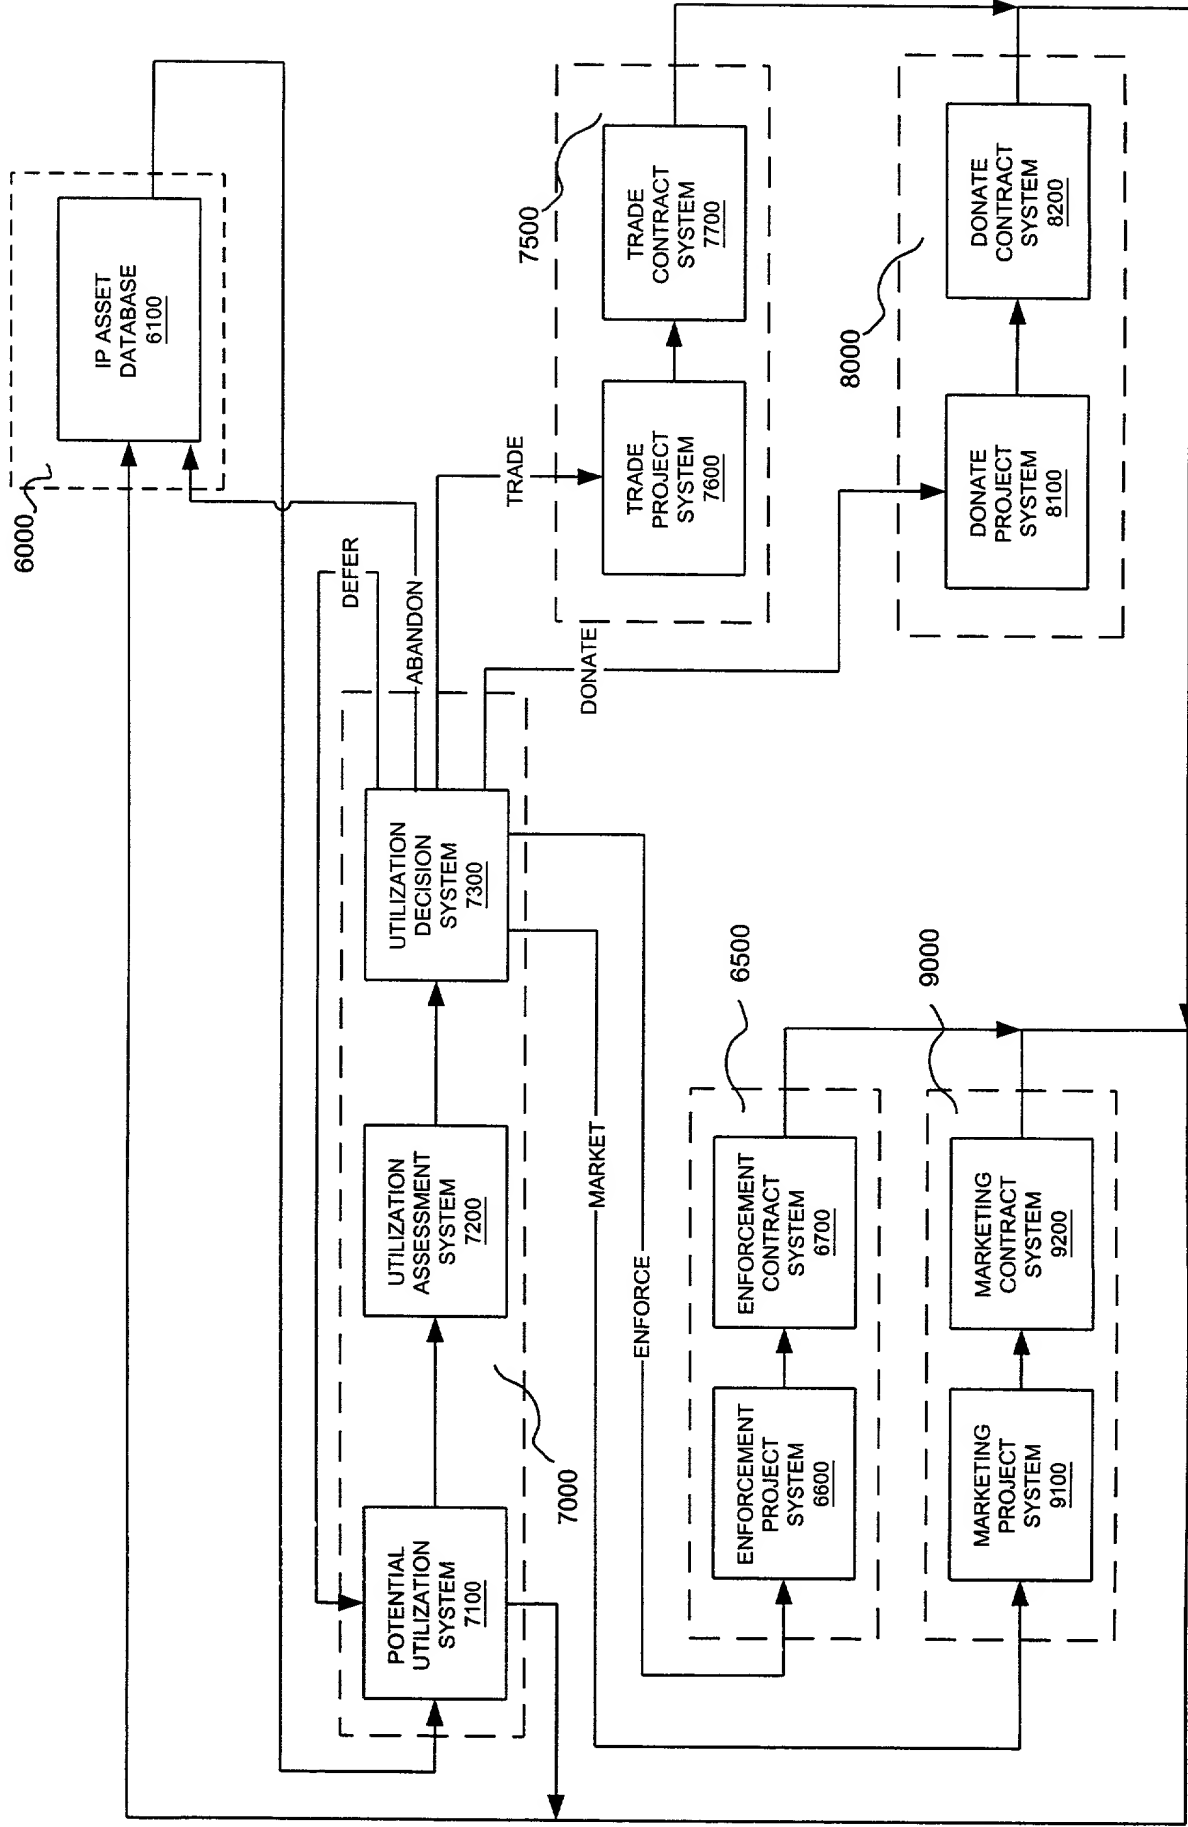 6000
IP ASSET
DATABASE
6100
DEFER
ABANDON
TRADE
DONATE
MARKET
ENFORCE
7000
POTENTIAL
UTILIZATION
SYSTEM
7100
UTILIZATION
ASSESSMENT
SYSTEM
7200
UTILIZATION
DECISION
SYSTEM
7300
7500
TRADE
PROJECT
SYSTEM
7600
TRADE
CONTRACT
SYSTEM
7700
8000
DONATE
PROJECT
SYSTEM
8100
DONATE
CONTRACT
SYSTEM
8200
6500
ENFORCEMENT
PROJECT
SYSTEM
6600
ENFORCEMENT
CONTRACT
SYSTEM
6700
9000
MARKETING
PROJECT
SYSTEM
9100
MARKETING
CONTRACT
SYSTEM
9200